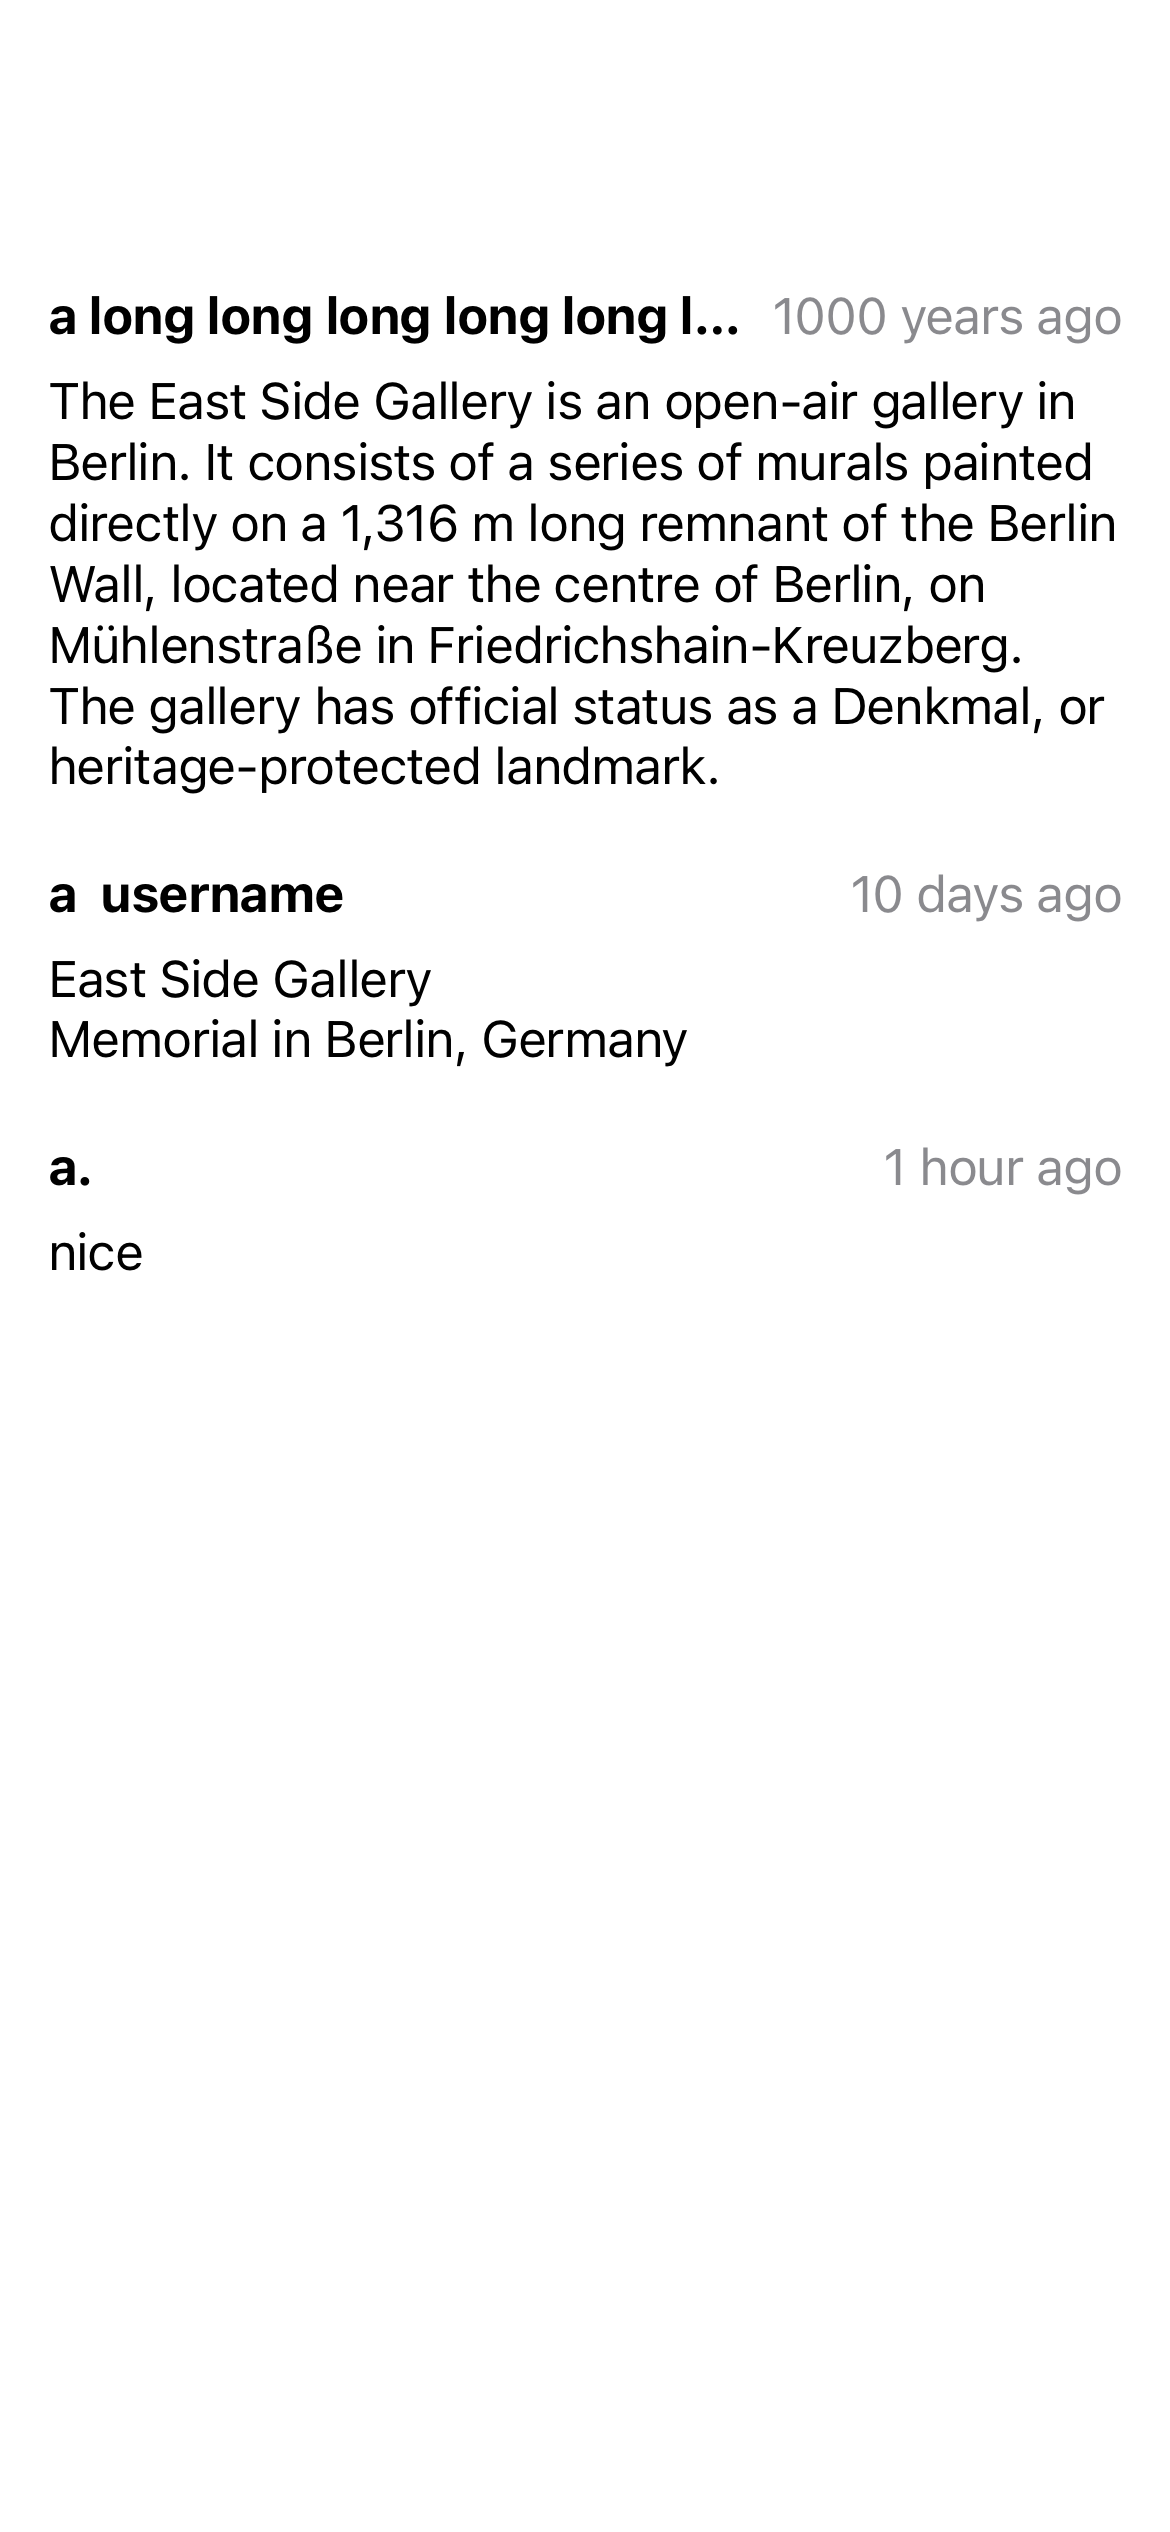 a long long long long long l...
1000 years ago
The East Side Gallery is an open-air gallery in
Berlin. It consists of a series of murals painted
directly on a 1,316 m long remnant of the Berlin
Wall, located near the centre of Berlin, on
Mühlenstraße in Friedrichshain-Kreuzberg.
The gallery has official status as a Denkmal, or
heritage-protected landmark.
a  username
10 days ago
East Side Gallery
Memorial in Berlin, Germany
a.
1 hour ago
nice